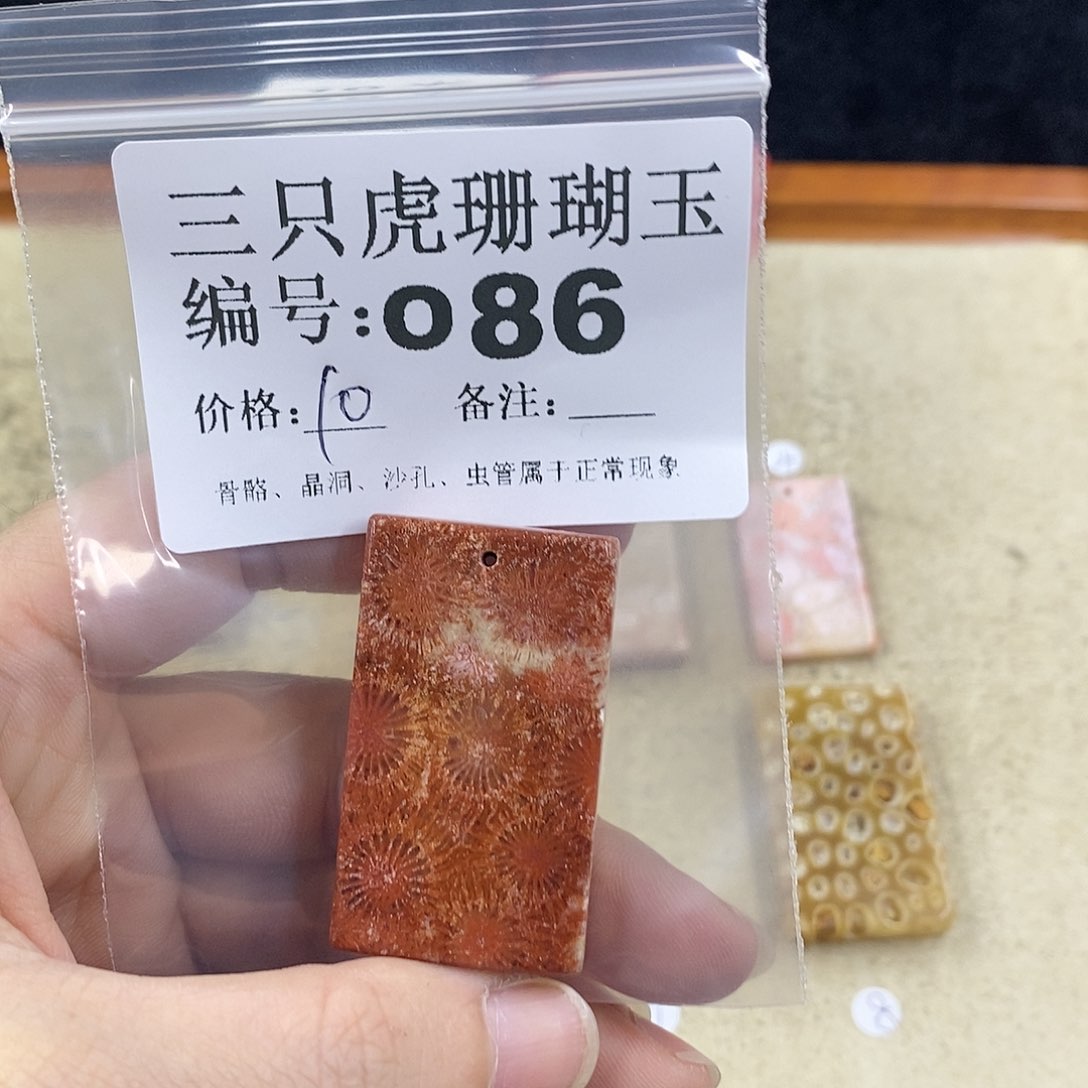 三只虎珊瑚玉
编号:086
价格:10 备注:
骨骼、晶洞、沙孔、虫管属于正常现象